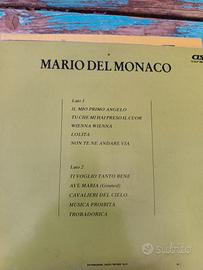 MARIO DEL MONACO
Lato 1
IL MIO PRIMO ANGELO
TU CHE MI HAI PRESO IL CUOR
WIENNA WIENNA
LOLITA
NON TE NE ANDARE VIA
Lato 2
TI VOGLIO TANTO BENE
AVE MARIA (Gounod)
CAVALIERI DEL CIELO
MUSICA PROIBITA
TROBADORICA
subito